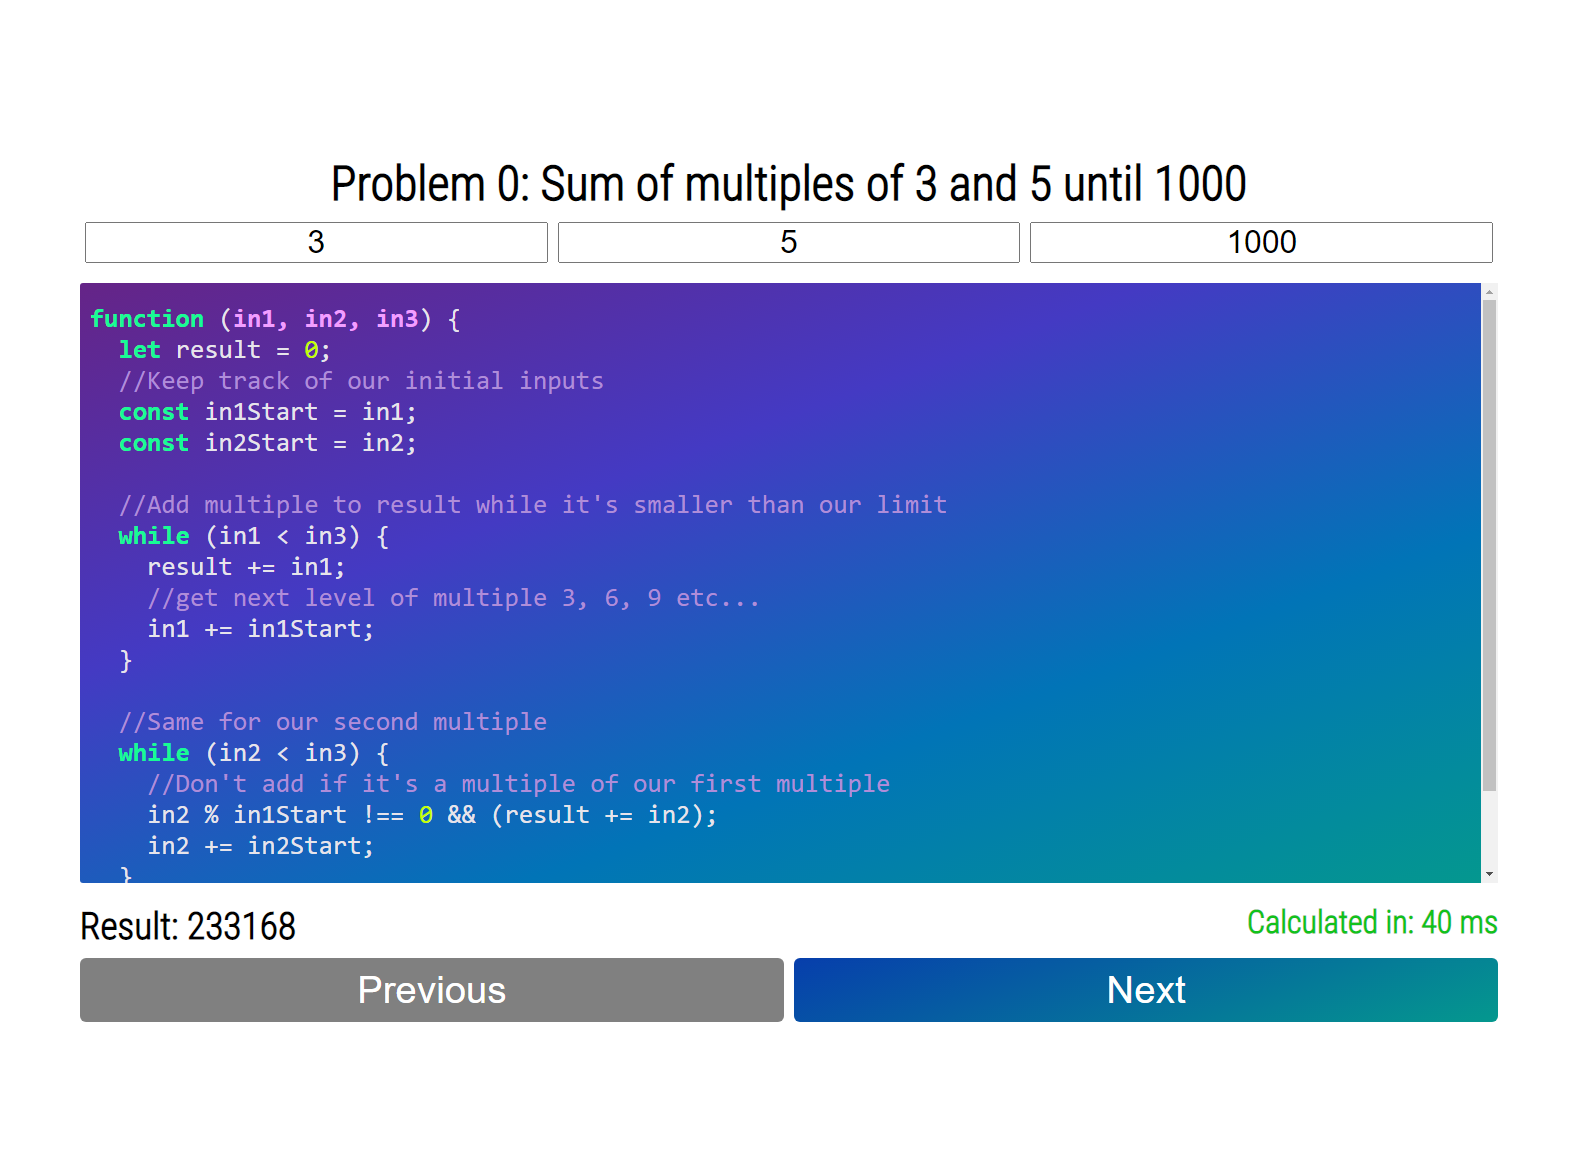 Problem 0: Sum of multiples of 3 and 5 until 1000
3 5 1000
function (in1, in2, in3) {
  let result = 0;
  //Keep track of our initial inputs
  const in1Start = in1;
  const in2Start = in2;

  //Add multiple to result while it's smaller than our limit
  while (in1 < in3) {
    result += in1;
    //get next level of multiple 3, 6, 9 etc...
    in1 += in1Start;
  }

  //Same for our second multiple
  while (in2 < in3) {
    //Don't add if it's a multiple of our first multiple
    in2 % in1Start !== 0 && (result += in2);
    in2 += in2Start;
  }
Result: 233168
Calculated in: 40 ms
Previous
Next